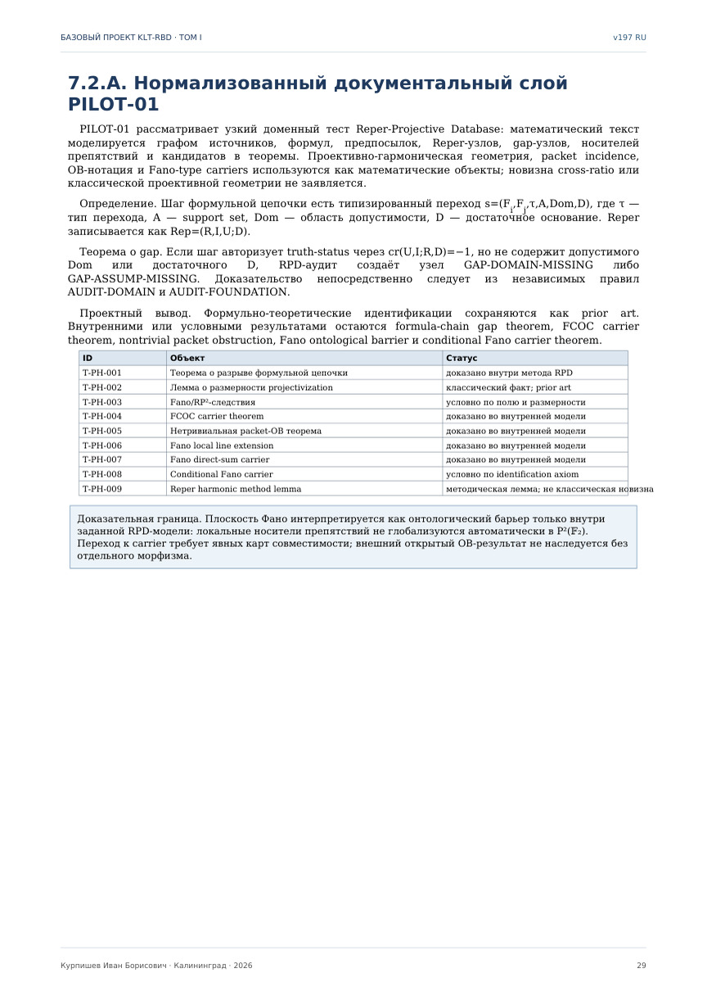 БАЗОВЫЙ ПРОЕКТ KLT-RBD · ТОМ I
v197 RU
7.2.A. Нормализованный документальный слой
PILOT-01
PILOT-01 рассматривает узкий доменный тест Reper-Projective Database: математический текст
моделируется графом источников, формул, предпосылок, Reper-узлов, gap-узлов, носителей
препятствий и кандидатов в теоремы. Проективно-гармоническая геометрия, packet incidence,
OB-нотация и Fano-type carriers используются как математические объекты; новизна cross-ratio или
классической проективной геометрии не заявляется.
Определение. Шаг формульной цепочки есть типизированный переход s=(Fᵢ,Fⱼ,τ,A,Dom,D), где τ —
тип перехода, A — support set, Dom — область допустимости, D — достаточное основание. Reper
записывается как Rep=(R,I,U;D).
Теорема о gap. Если шаг авторизует truth-status через cr(U,I;R,D)=−1, но не содержит допустимого
Dom или достаточного D, RPD-аудит создаёт узел GAP-DOMAIN-MISSING либо
GAP-ASSUMP-MISSING. Доказательство непосредственно следует из независимых правил
AUDIT-DOMAIN и AUDIT-FOUNDATION.
Проектный вывод. Формульно-теоретические идентификации сохраняются как prior art.
Внутренними или условными результатами остаются formula-chain gap theorem, FCOC carrier
theorem, nontrivial packet obstruction, Fano ontological barrier и conditional Fano carrier theorem.
ID Объект Статус
T-PH-001 Теорема о разрыве формульной цепочки доказано внутри метода RPD
T-PH-002 Лемма о размерности projectivization классический факт; prior art
T-PH-003 Fano/RP²-следствия условно по полю и размерности
T-PH-004 FCOC carrier theorem доказано во внутренней модели
T-PH-005 Нетривиальная packet-OB теорема доказано во внутренней модели
T-PH-006 Fano local line extension доказано во внутренней модели
T-PH-007 Fano direct-sum carrier доказано во внутренней модели
T-PH-008 Conditional Fano carrier условно по identification axiom
T-PH-009 Reper harmonic method lemma методическая лемма; не классическая новизна
Доказательная граница. Плоскость Фано интерпретируется как онтологический барьер только внутри
заданной RPD-модели: локальные носители препятствий не глобализуются автоматически в P²(𝔽₂).
Переход к carrier требует явных карт совместимости; внешний открытый OB-результат не наследуется без
отдельного морфизма.
Курпишев Иван Борисович · Калининград · 2026
29